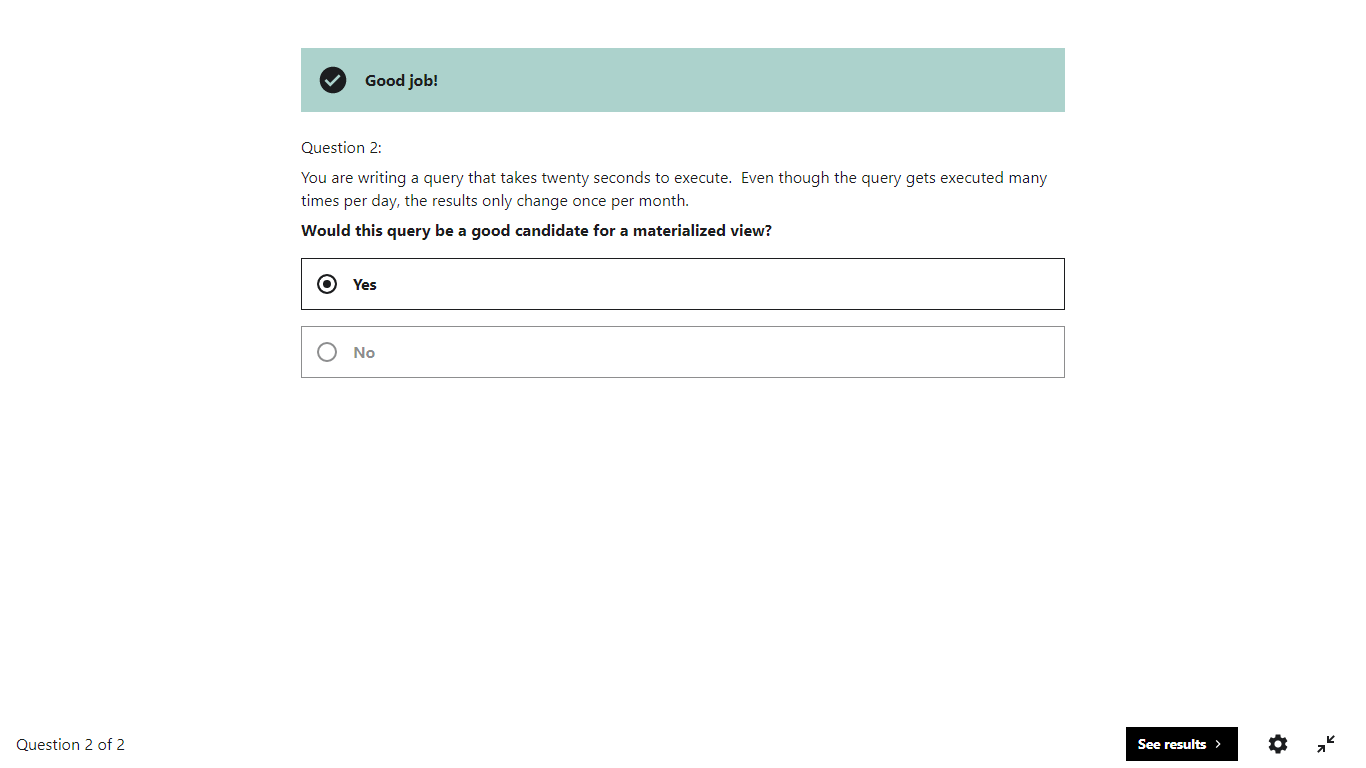 Good job!
Question 2:
You are writing a query that takes twenty seconds to execute.  Even though the query gets executed many
times per day, the results only change once per month.
Would this query be a good candidate for a materialized view?
Yes
No
Question 2 of 2
See results